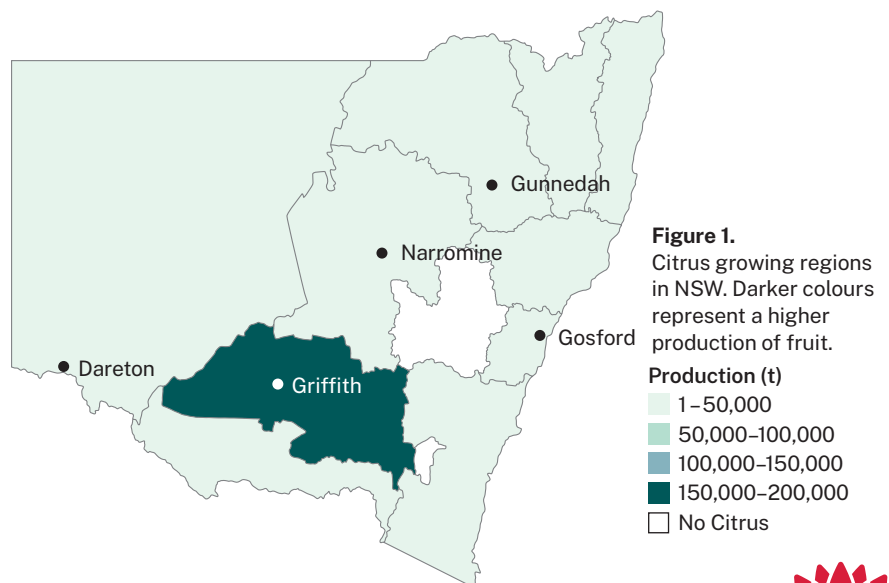 Gunnedah
Narromine
Gosford
Dareton
Griffith
Figure 1.
Citrus growing regions
in NSW. Darker colours
represent a higher
production of fruit.
Production (t)
1–50,000
50,000–100,000
100,000–150,000
150,000–200,000
No Citrus